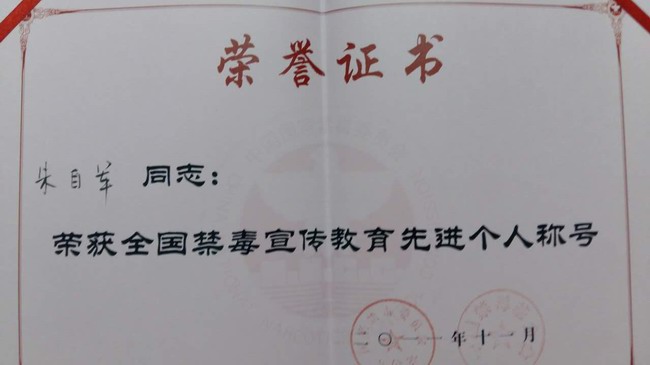 荣誉证书
朱自军 同志：
荣获全国禁毒宣传教育先进个人称号
二〇一一年十一月